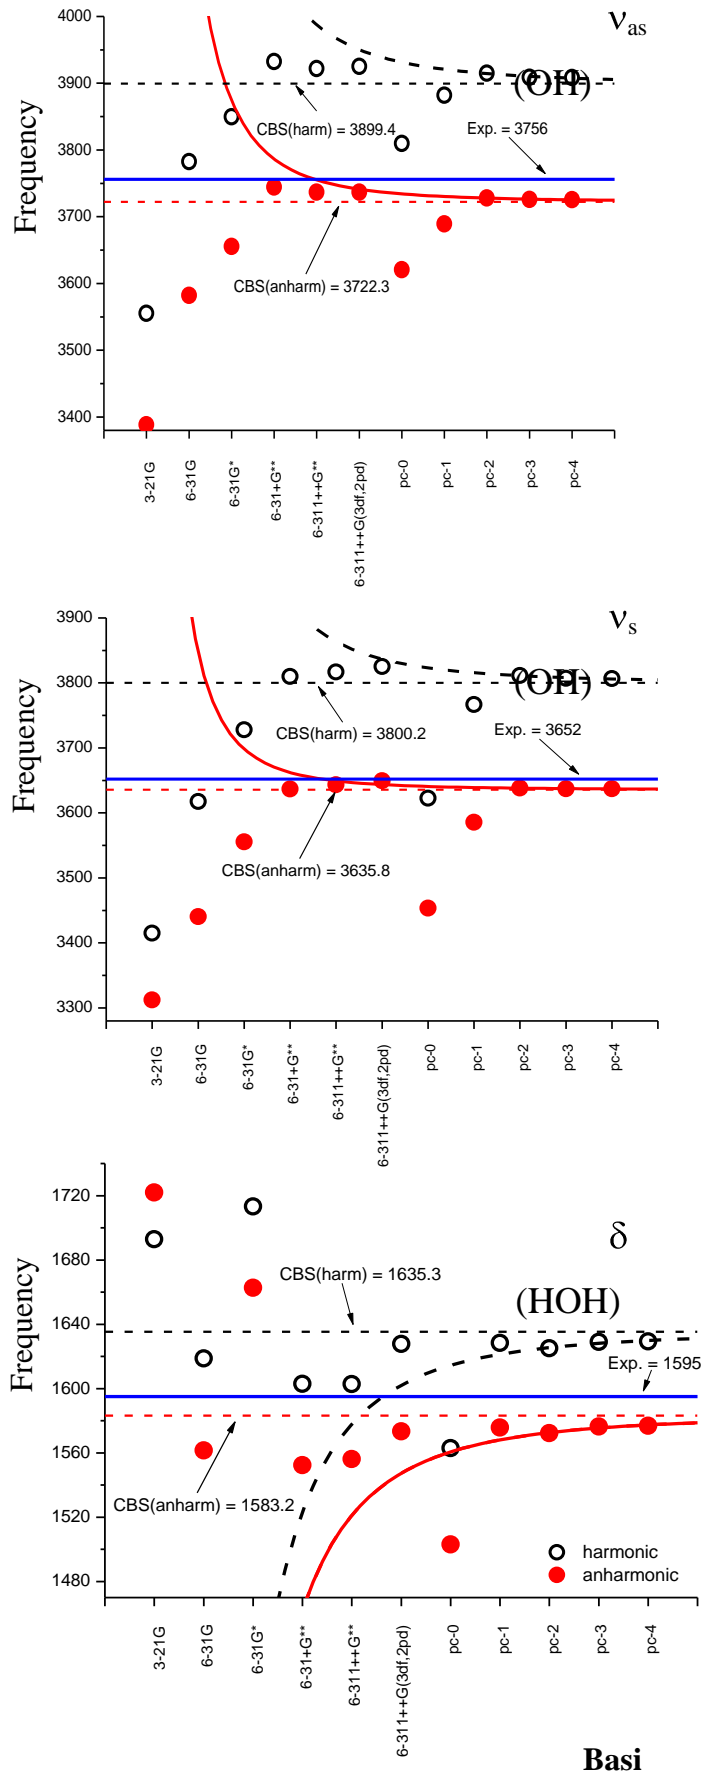 νas
4000
3900
3800
3700
3600
3500
3400
Frequency
(OH)
CBS(harm) = 3899.4
Exp. = 3756
CBS(anharm) = 3722.3
3-21G
6-31G
6-31G*
6-31+G**
6-311++G**
6-311++G(3df,2pd)
pc-0
pc-1
pc-2
pc-3
pc-4
νs
3900
3800
3700
3600
3500
3400
3300
Frequency
(OH)
CBS(harm) = 3800.2
Exp. = 3652
CBS(anharm) = 3635.8
3-21G
6-31G
6-31G*
6-31+G**
6-311++G**
6-311++G(3df,2pd)
pc-0
pc-1
pc-2
pc-3
pc-4
δ
1720
1680
1640
1600
1560
1520
1480
Frequency
CBS(harm) = 1635.3
(HOH)
Exp. = 1595
CBS(anharm) = 1583.2
harmonic
anharmonic
3-21G
6-31G
6-31G*
6-31+G**
6-311++G**
6-311++G(3df,2pd)
pc-0
pc-1
pc-2
pc-3
pc-4
Basi